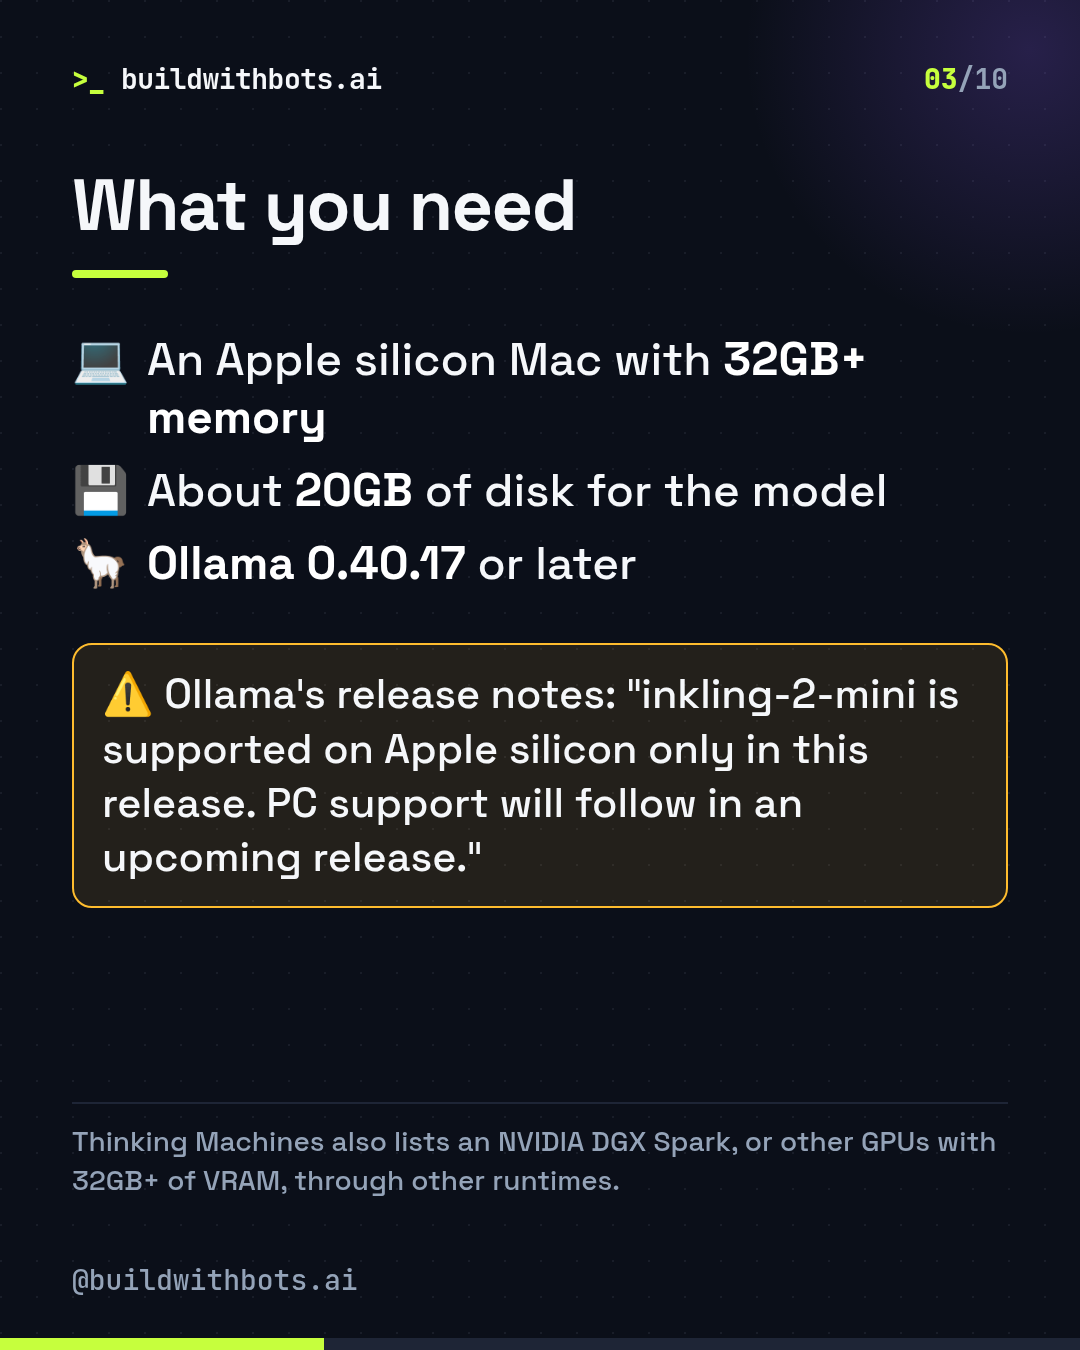 >_ buildwithbots.ai
03/10
What you need
💻 An Apple silicon Mac with 32GB+
memory
💾 About 20GB of disk for the model
🦙 Ollama 0.40.17 or later
⚠️ Ollama's release notes: "inkling-2-mini is
supported on Apple silicon only in this
release. PC support will follow in an
upcoming release."
Thinking Machines also lists an NVIDIA DGX Spark, or other GPUs with
32GB+ of VRAM, through other runtimes.
@buildwithbots.ai